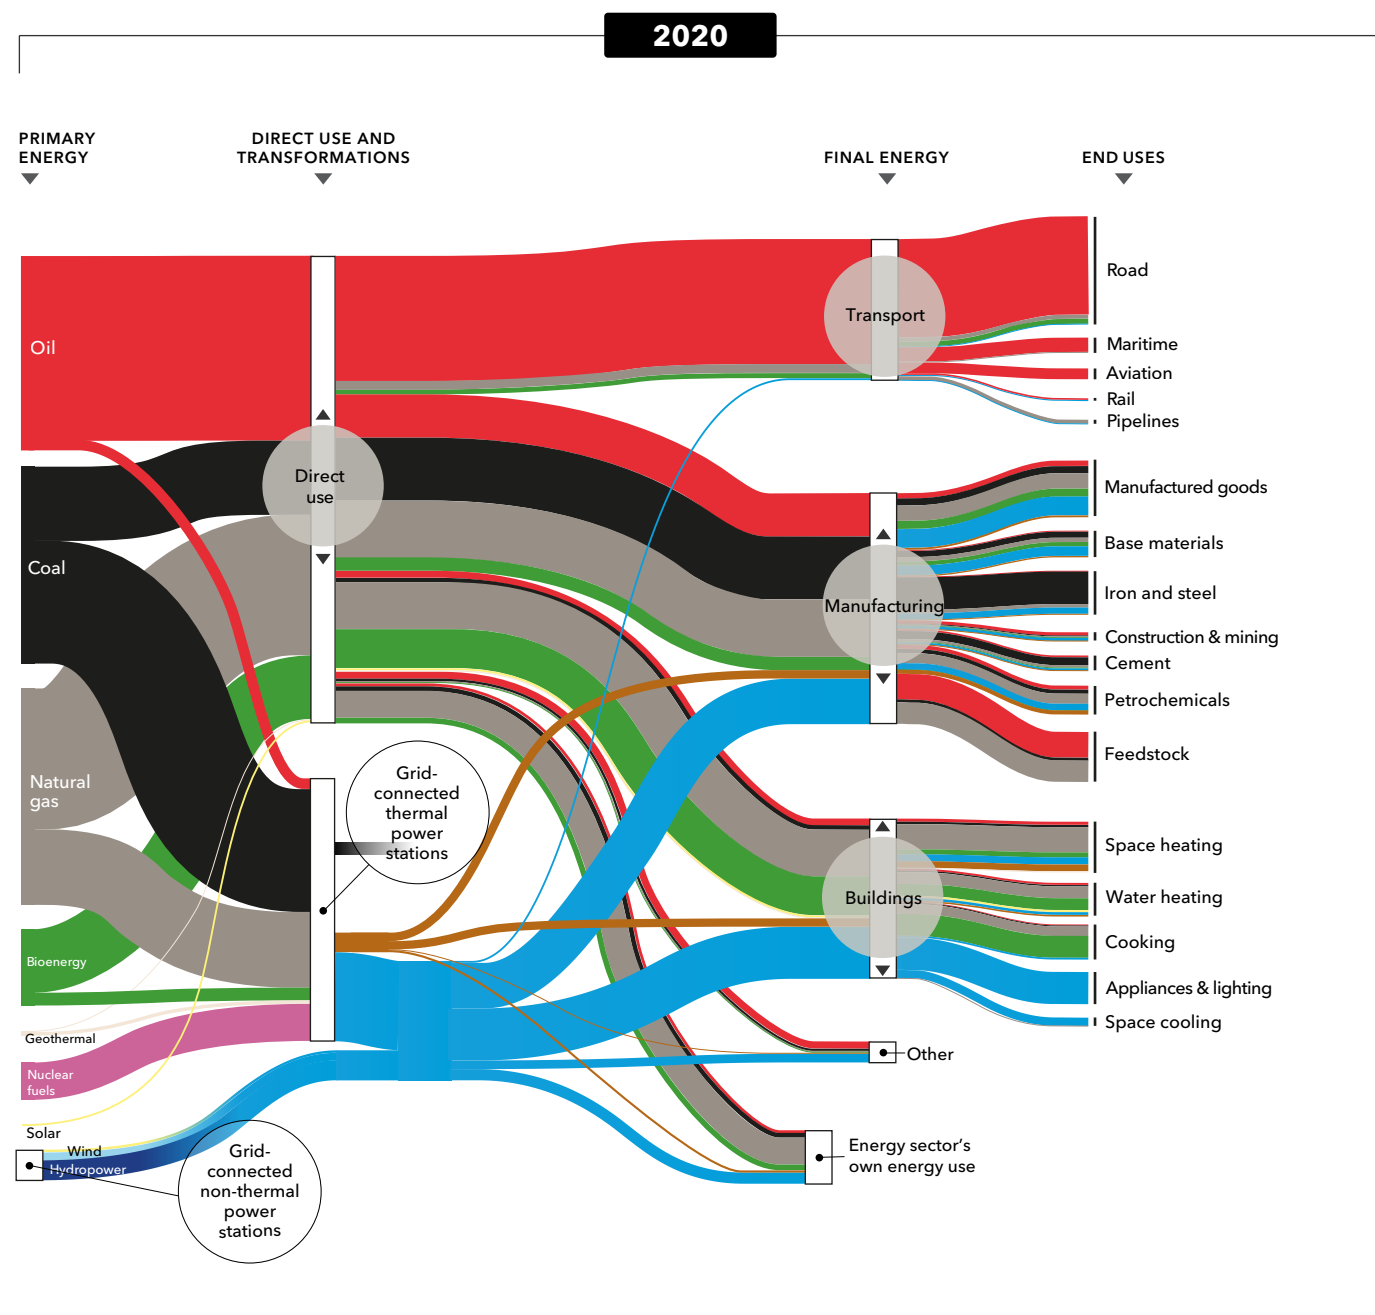 2020
PRIMARY
ENERGY
DIRECT USE AND
TRANSFORMATIONS
FINAL ENERGY
END USES
Oil
Coal
Natural
gas
Bioenergy
Geothermal
Nuclear
fuels
Solar
Wind
Hydropower
Direct
use
Grid-
connected
thermal
power
stations
Grid-
connected
non-thermal
power
stations
Transport
Manufacturing
Buildings
Other
Energy sector's
own energy use
Road
Maritime
Aviation
Rail
Pipelines
Manufactured goods
Base materials
Iron and steel
Construction & mining
Cement
Petrochemicals
Feedstock
Space heating
Water heating
Cooking
Appliances & lighting
Space cooling